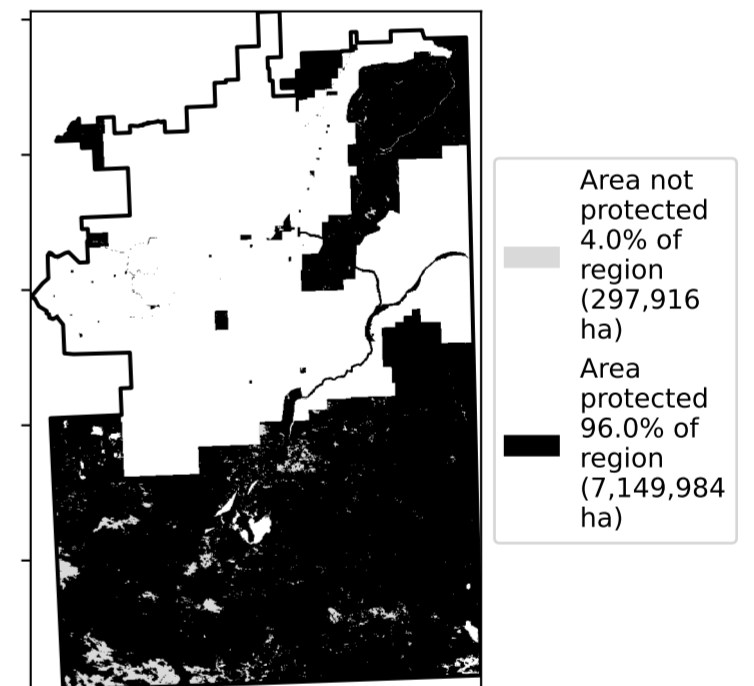 Area not
protected
4.0% of
region
(297,916
ha)
Area
protected
96.0% of
region
(7,149,984
ha)